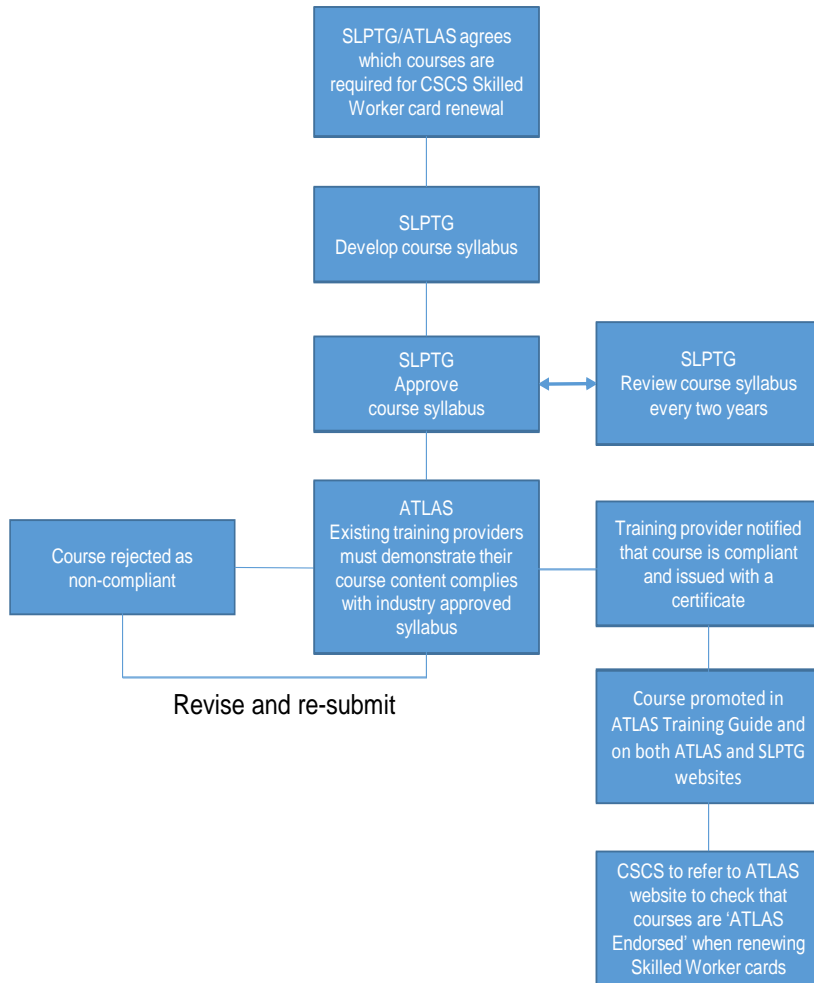 SLPTG/ATLAS agrees
which courses are
required for CSCS Skilled
Worker card renewal
SLPTG
Develop course syllabus
SLPTG
Approve
course syllabus
SLPTG
Review course syllabus
every two years
Course rejected as
non-compliant
ATLAS
Existing training providers
must demonstrate their
course content complies
with industry approved
syllabus
Training provider notified
that course is compliant
and issued with a
certificate
Revise and re-submit
Course promoted in
ATLAS Training Guide and
on both ATLAS and SLPTG
websites
CSCS to refer to ATLAS
website to check that
courses are ‘ATLAS
Endorsed’ when renewing
Skilled Worker cards